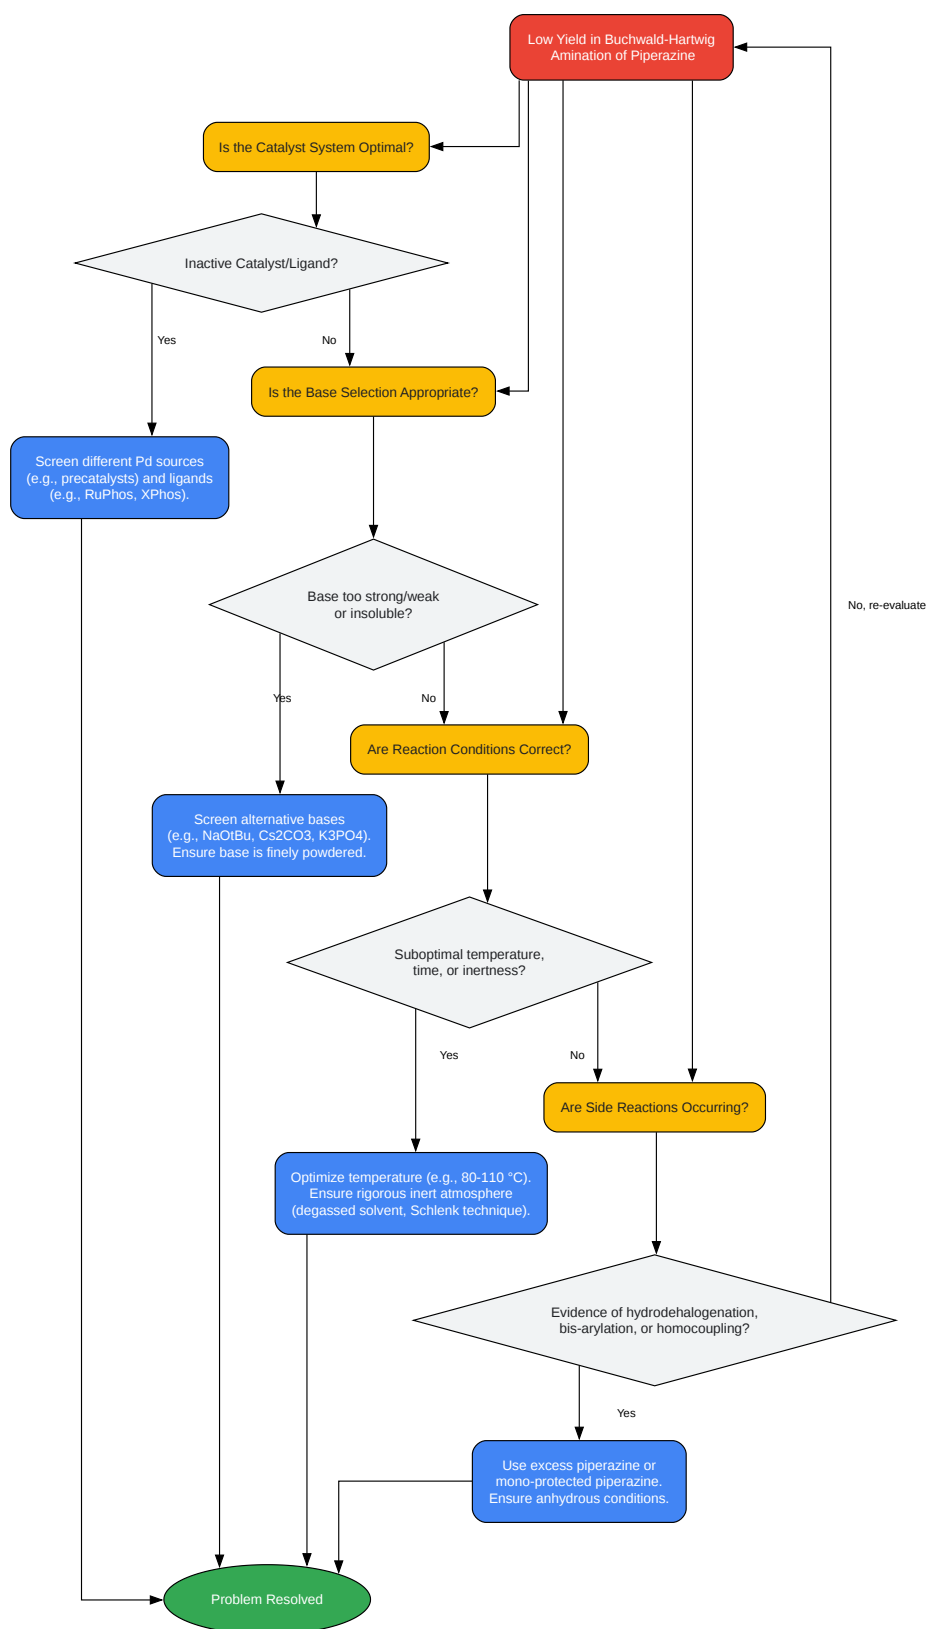 Low Yield in Buchwald-Hartwig
Amination of Piperazine
Is the Catalyst System Optimal?
Inactive Catalyst/Ligand?
Yes
No
Is the Base Selection Appropriate?
Screen different Pd sources
(e.g., precatalysts) and ligands
(e.g., RuPhos, XPhos).
Base too strong/weak
or insoluble?
No, re-evaluate
Yes
No
Are Reaction Conditions Correct?
Screen alternative bases
(e.g., NaOtBu, Cs2CO3, K3PO4).
Ensure base is finely powdered.
Suboptimal temperature,
time, or inertness?
Yes
No
Are Side Reactions Occurring?
Optimize temperature (e.g., 80-110 °C).
Ensure rigorous inert atmosphere
(degassed solvent, Schlenk technique).
Evidence of hydrodehalogenation,
bis-arylation, or homocoupling?
Yes
Use excess piperazine or
mono-protected piperazine.
Ensure anhydrous conditions.
Problem Resolved